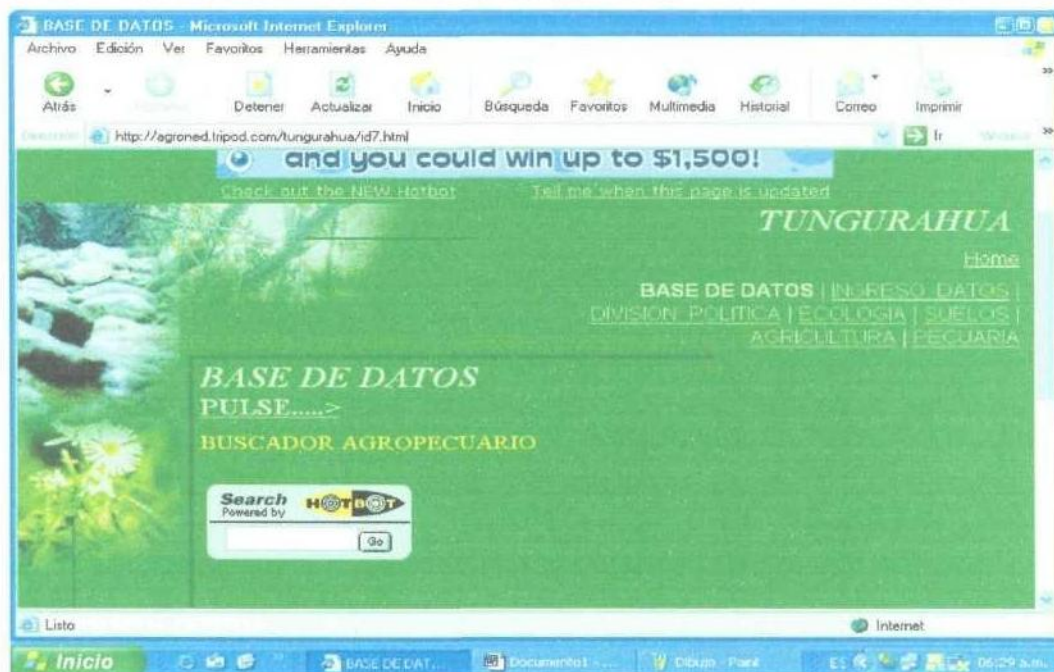 BASE DE DATOS - Microsoft Internet Explorer
Archivo Edición Ver Favoritos Herramientas Ayuda
Atrás Detener Actualizar Inicio Búsqueda Favoritos Multimedia Historial Correo Imprimir
http://agroned.tripod.com/tungurahua/id7.html Ir
and you could win up to $1,500!
Check out the NEW Hotbot Tell me when this page is updated
TUNGURAHUA
Home
BASE DE DATOS | INGRESO DATOS |
DIVISION POLITICA | ECOLOGIA | SUELOS |
AGRICULTURA | PECUARIA
BASE DE DATOS
PULSE.....>
BUSCADOR AGROPECUARIO
Search HOTBOT
Powered by
Go
Listo Internet
Inicio BASE DE DAT... Documento1 - ... Dibujo - Paint ES 06:29 a.m.